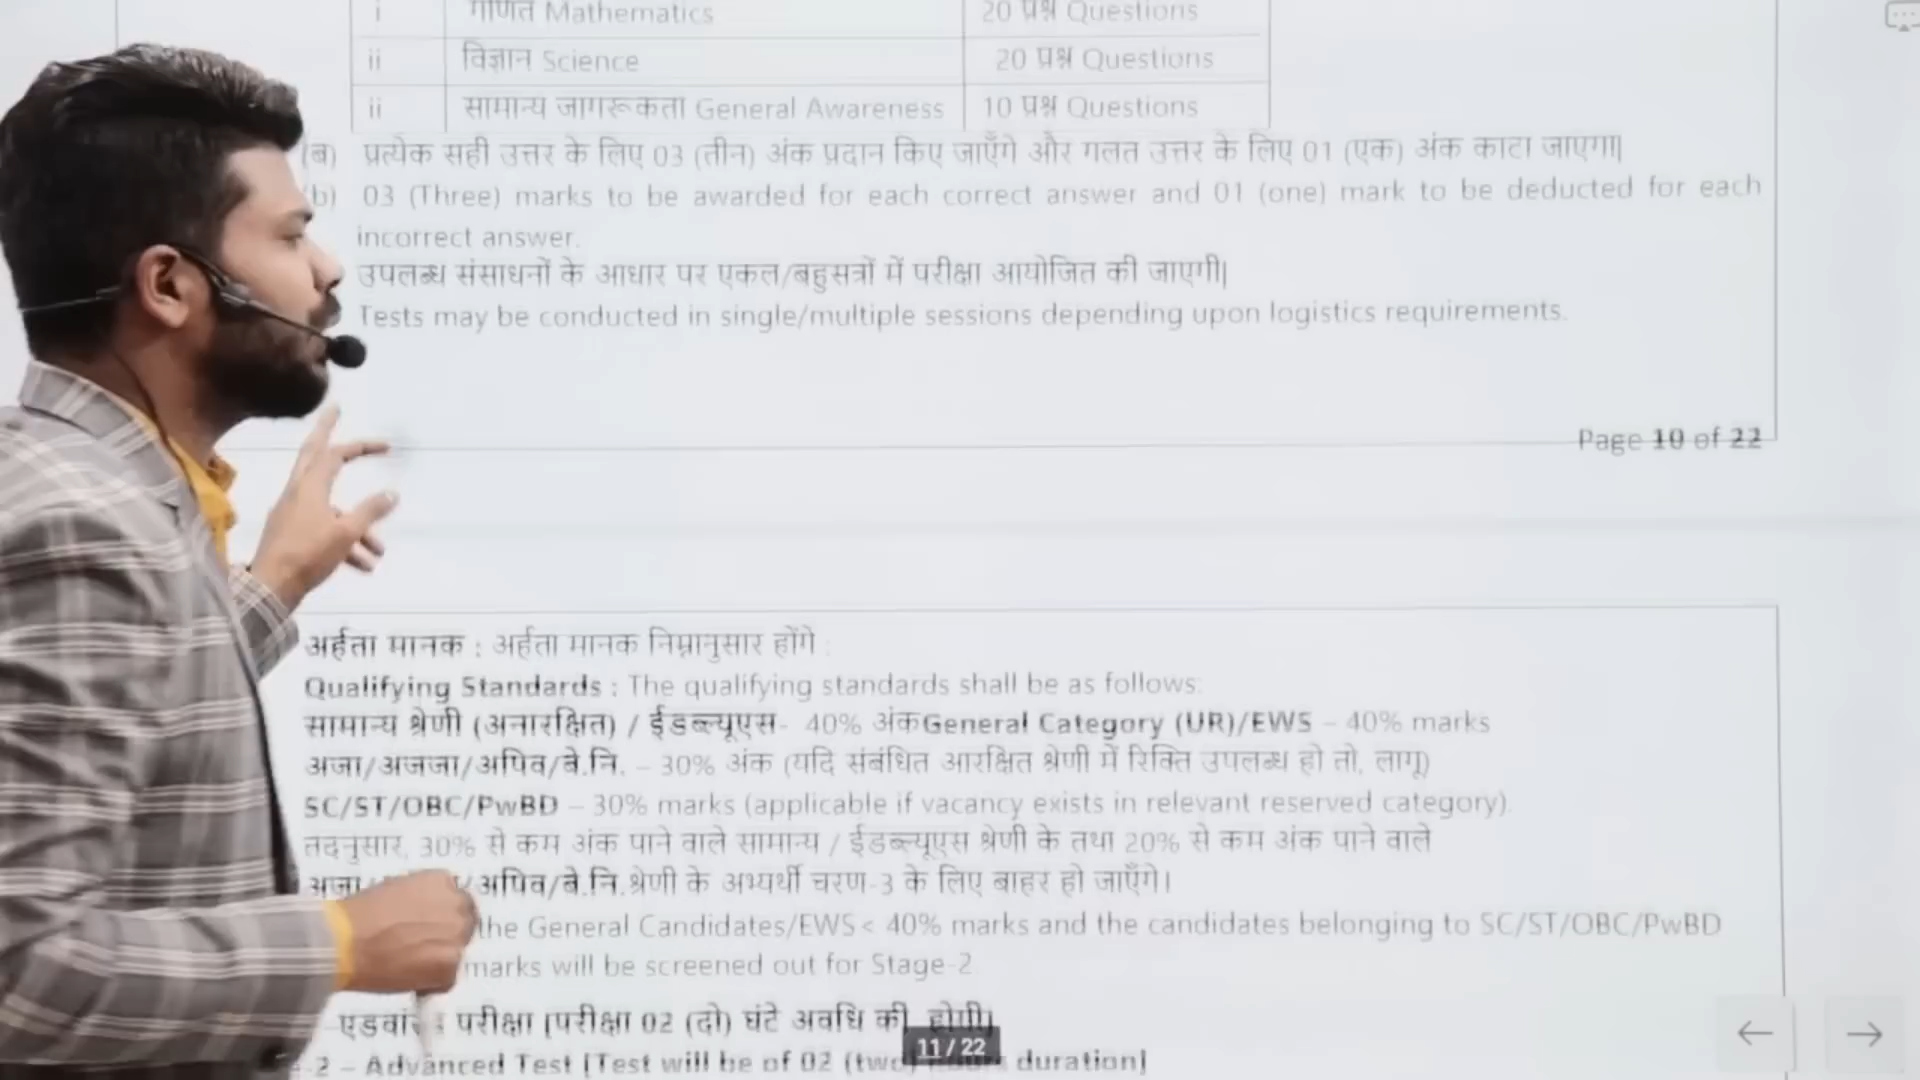 i गणित Mathematics 20 प्रश्न Questions
ii विज्ञान Science 20 प्रश्न Questions
ii सामान्य जागरूकता General Awareness 10 प्रश्न Questions
(ब) प्रत्येक सही उत्तर के लिए 03 (तीन) अंक प्रदान किए जाएँगे और गलत उत्तर के लिए 01 (एक) अंक काटा जाएगा|
b) 03 (Three) marks to be awarded for each correct answer and 01 (one) mark to be deducted for each
incorrect answer.
उपलब्ध संसाधनों के आधार पर एकल/बहुसत्रों में परीक्षा आयोजित की जाएगी|
Tests may be conducted in single/multiple sessions depending upon logistics requirements.
Page 10 of 22
अर्हता मानक : अर्हता मानक निम्नानुसार होंगे :
Qualifying Standards : The qualifying standards shall be as follows:
सामान्य श्रेणी (अनारक्षित) / ईडब्ल्यूएस- 40% अंकGeneral Category (UR)/EWS – 40% marks
अजा/अजजा/अपिव/बे.नि. – 30% अंक (यदि संबंधित आरक्षित श्रेणी में रिक्ति उपलब्ध हो तो, लागू)
SC/ST/OBC/PwBD – 30% marks (applicable if vacancy exists in relevant reserved category).
तदनुसार, 30% से कम अंक पाने वाले सामान्य / ईडब्ल्यूएस श्रेणी के तथा 20% से कम अंक पाने वाले
/अपिव/बे.नि.श्रेणी के अभ्यर्थी चरण-3 के लिए बाहर हो जाएँगे।
the General Candidates/EWS < 40% marks and the candidates belonging to SC/ST/OBC/PwBD
marks will be screened out for Stage-2.
परीक्षा [परीक्षा 02 (दो) घंटे अवधि की होगी]
2 – Advanced Test [Test will be of 02 (two) duration]
11 / 22